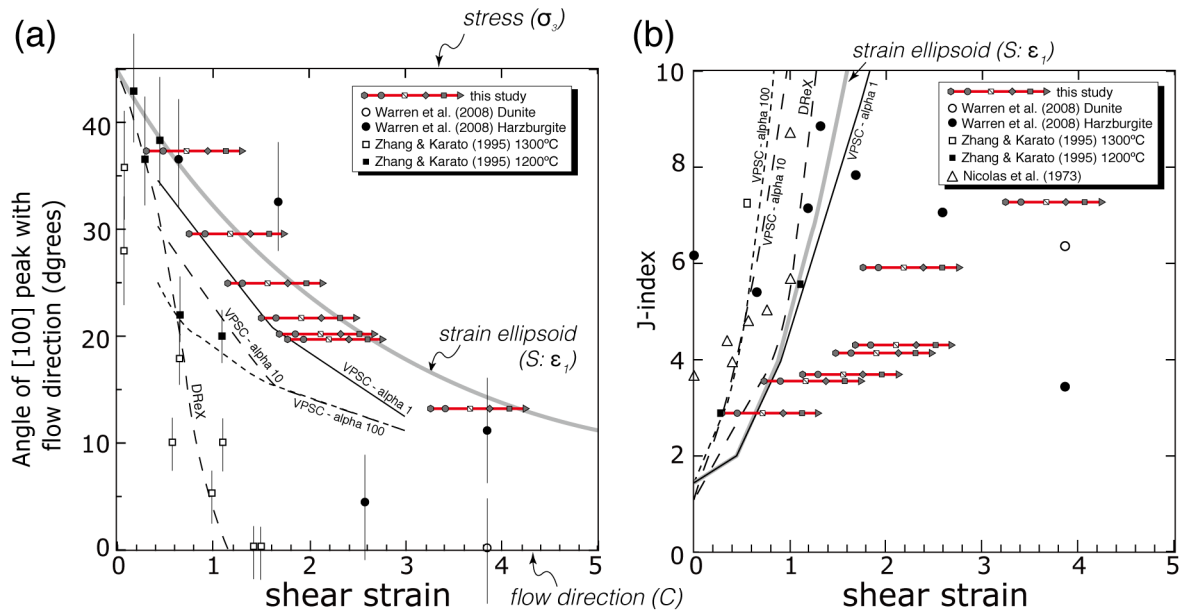 (a)
stress (σ3)
this study
Warren et al. (2008) Dunite
Warren et al. (2008) Harzburgite
Zhang & Karato (1995) 1300ºC
Zhang & Karato (1995) 1200ºC
Angle of [100] peak with
flow direction (dgrees)
40
30
20
10
0
DReX
VPSC - alpha 10
VPSC - alpha 100
VPSC - alpha 1
strain ellipsoid
(S: ε1)
0 1 2 3 4 5
shear strain
flow direction (C)
(b)
strain ellipsoid (S: ε1)
this study
Warren et al. (2008) Dunite
Warren et al. (2008) Harzburgite
Zhang & Karato (1995) 1300ºC
Zhang & Karato (1995) 1200ºC
Nicolas et al. (1973)
J-index
10
8
6
4
2
0
VPSC - alpha 100
VPSC - alpha 10
DReX
VPSC - alpha 1
0 1 2 3 4 5
shear strain